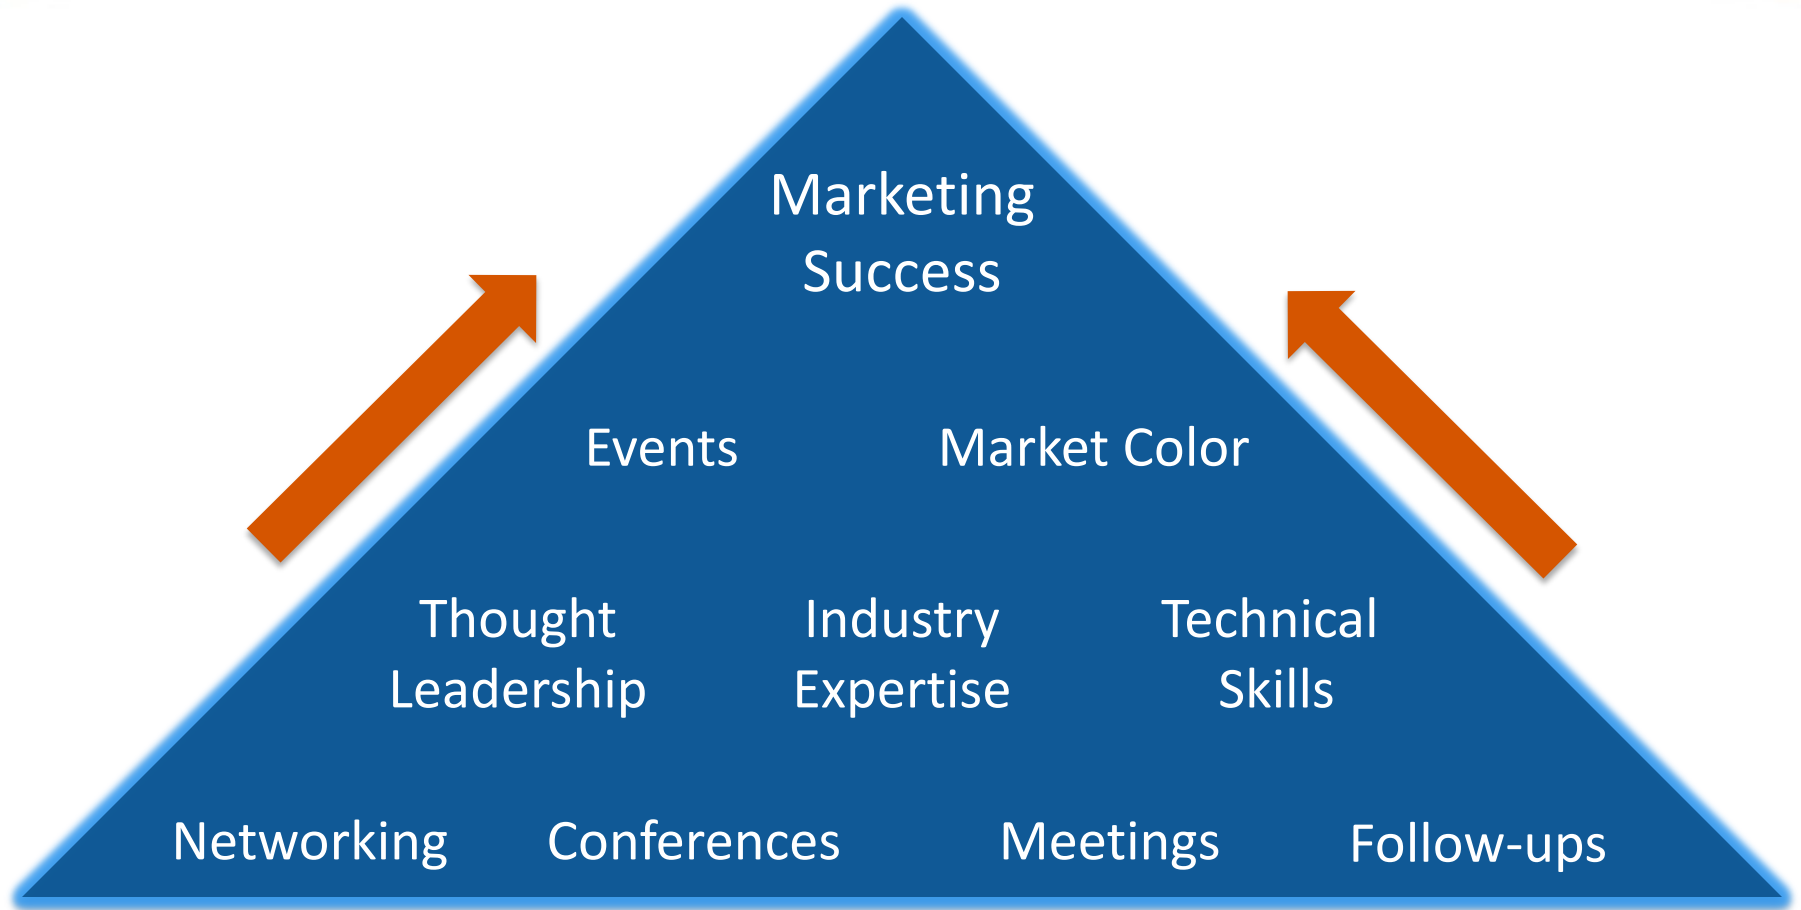 Marketing
Success
Events Market Color
Thought Industry Technical
Leadership Expertise Skills
Networking Conferences Meetings Follow-ups